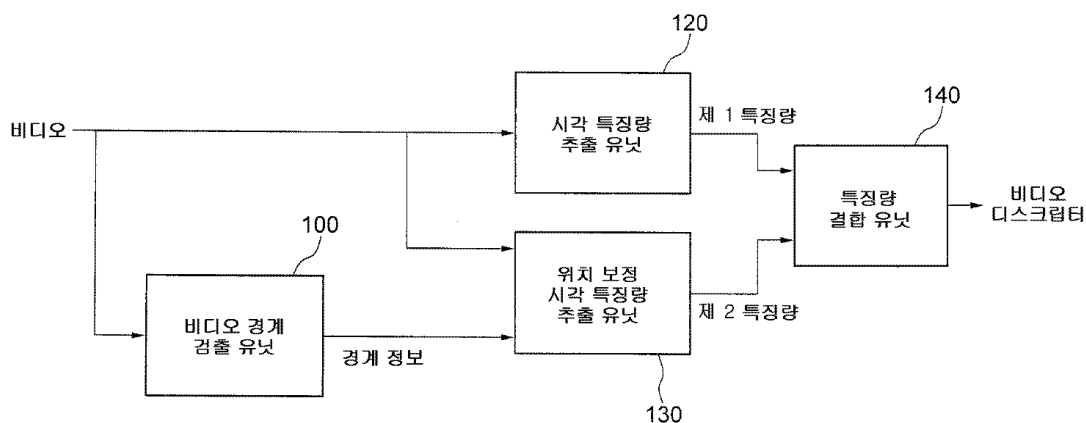 120
시각 특징량
추출 유닛
제 1 특징량
140
비디오
특징량
결합 유닛
비디오
디스크립터
100
비디오 경계
검출 유닛
경계 정보
위치 보정
시각 특징량
추출 유닛
제 2 특징량
130